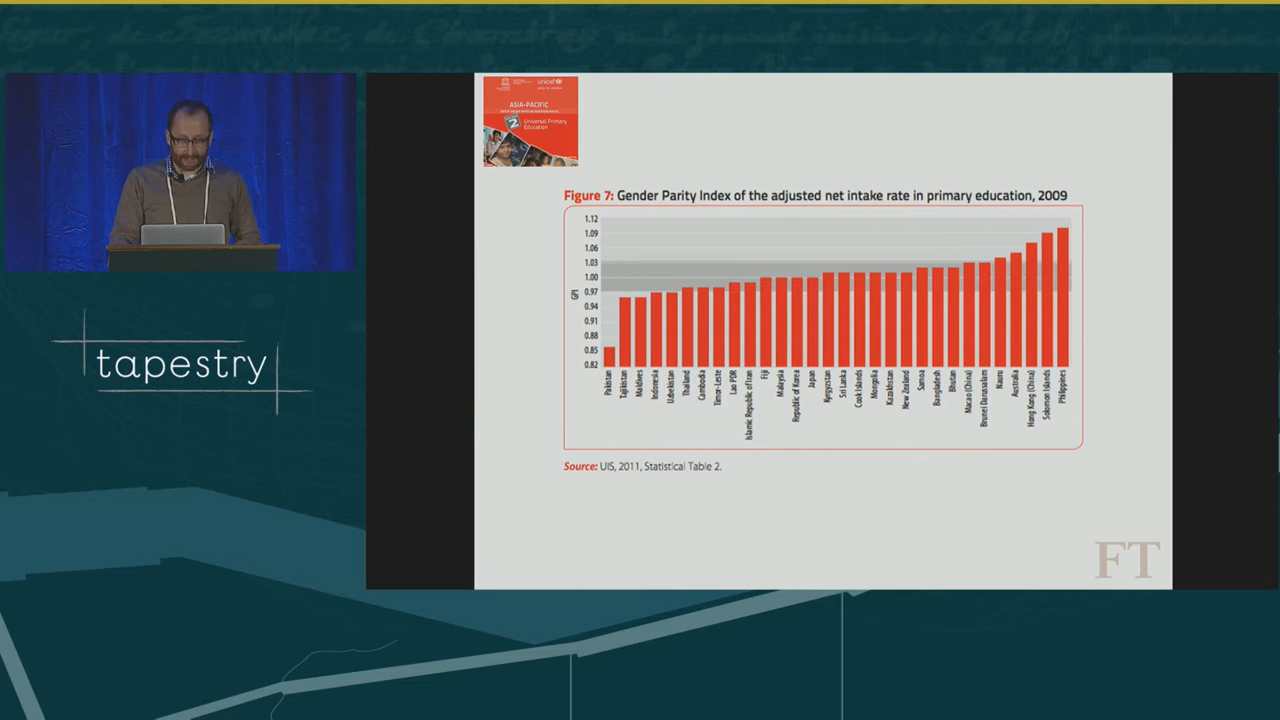 unicef
ASIA-PACIFIC
2
Universal Primary
Education
Figure 7: Gender Parity Index of the adjusted net intake rate in primary education, 2009
1.12
1.09
1.06
1.03
1.00
0.97
0.94
0.91
0.88
0.85
0.82
GPI
Pakistan
Tajikistan
Maldives
Indonesia
Uzbekistan
Thailand
Cambodia
Timor-Leste
Lao PDR
Islamic Republic of Iran
Fiji
Malaysia
Republic of Korea
Japan
Kyrgyzstan
Sri Lanka
Cook Islands
Mongolia
Kazakhstan
New Zealand
Samoa
Bangladesh
Bhutan
Macao (China)
Brunei Darussalam
Nauru
Australia
Hong Kong (China)
Solomon Islands
Philippines
Source: UIS, 2011, Statistical Table 2.
tapestry
FT